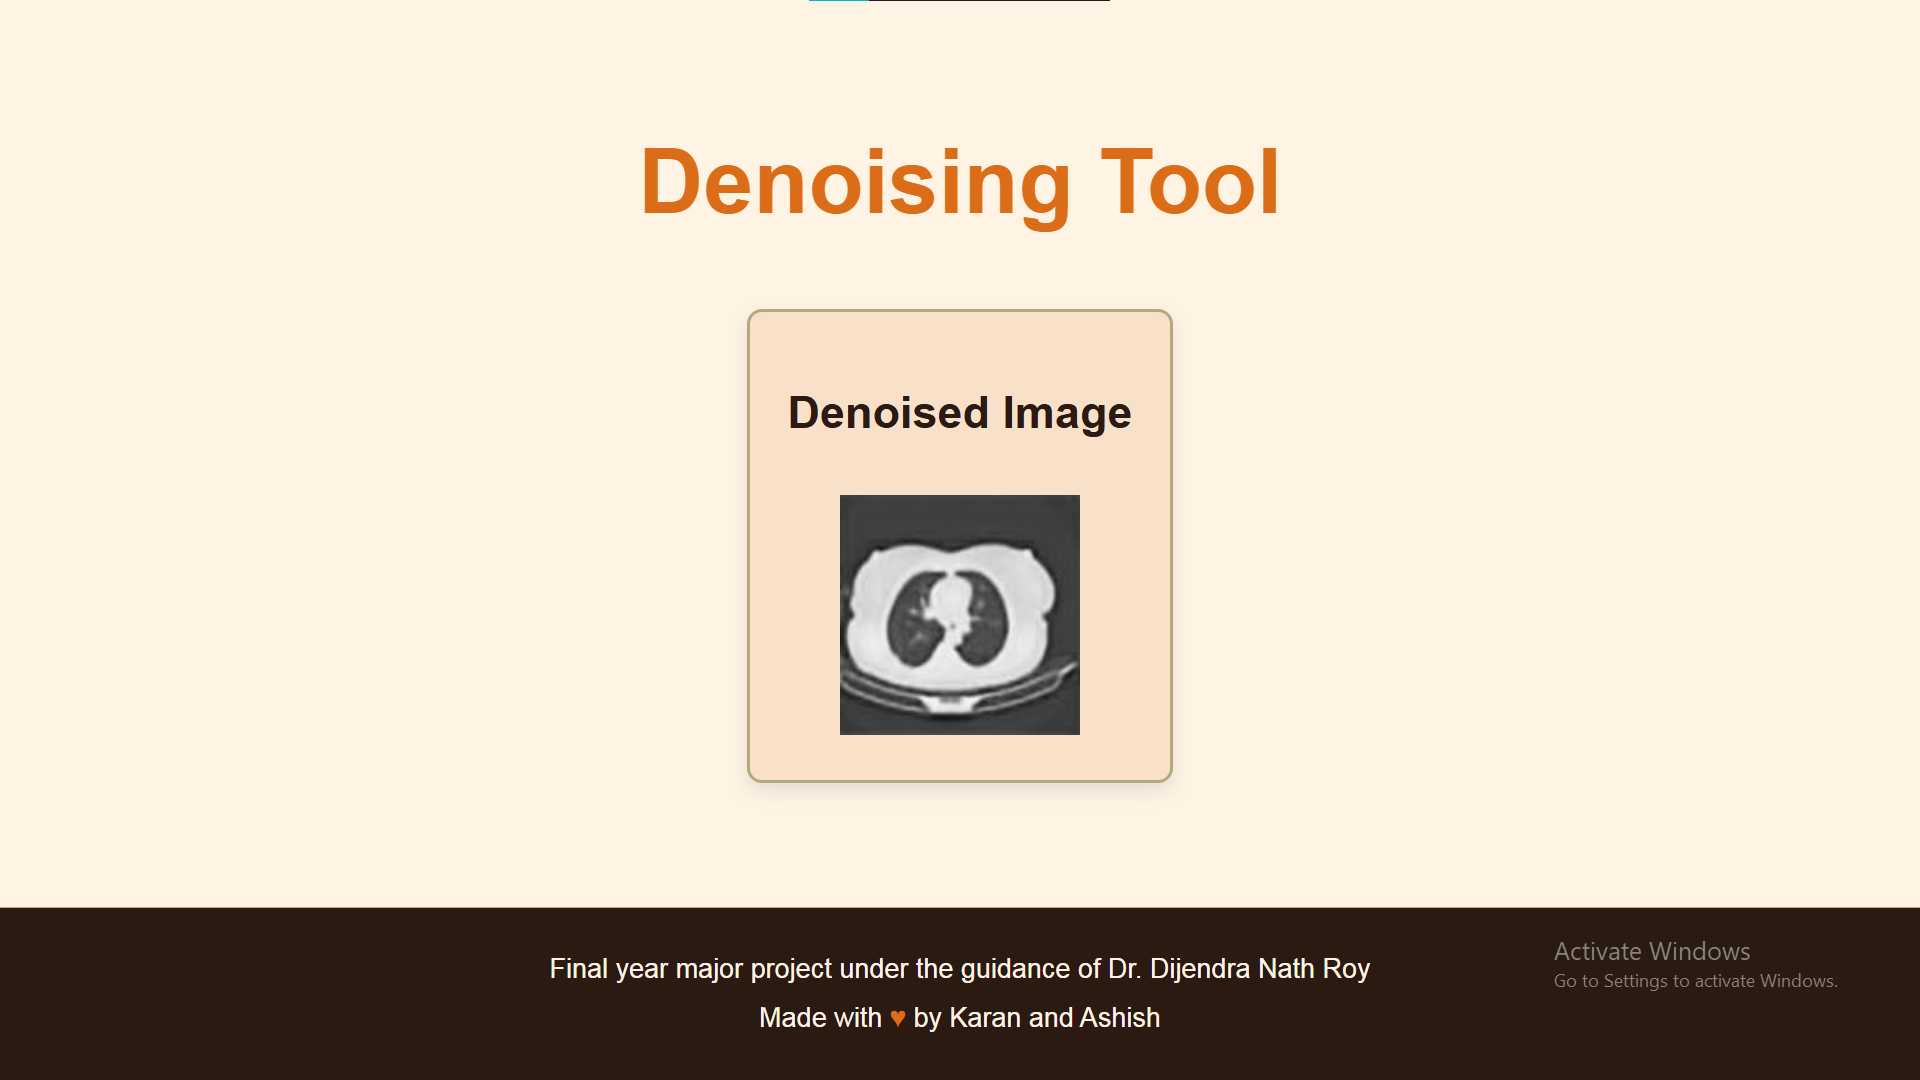 Denoising Tool
Denoised Image
Final year major project under the guidance of Dr. Dijendra Nath Roy
Made with ♥ by Karan and Ashish
Activate Windows
Go to Settings to activate Windows.